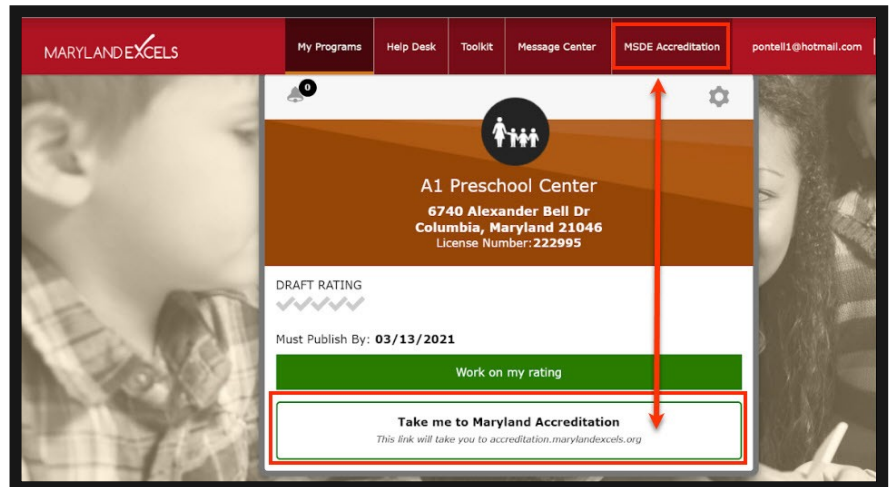 MARYLAND EXCELS
My Programs Help Desk Toolkit Message Center MSDE Accreditation pontell1@hotmail.com
0
A1 Preschool Center
6740 Alexander Bell Dr
Columbia, Maryland 21046
License Number:222995
DRAFT RATING
Must Publish By: 03/13/2021
Work on my rating
Take me to Maryland Accreditation
This link will take you to accreditation.marylandexcels.org